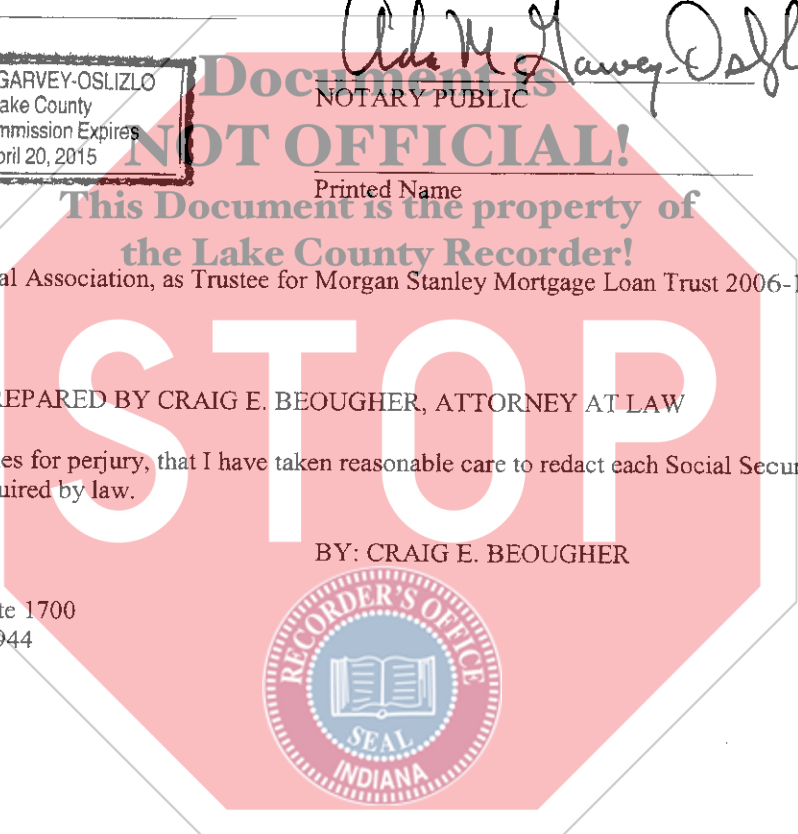 GARVEY-OSLIZLO
ake County
mmission Expires
pril 20, 2015
Document is
NOTARY PUBLIC
NOT OFFICIAL!
Printed Name
This Document is the property of
the Lake County Recorder!
al Association, as Trustee for Morgan Stanley Mortgage Loan Trust 2006-1
STOP
REPARED BY CRAIG E. BEOUGHER, ATTORNEY AT LAW
es for perjury, that I have taken reasonable care to redact each Social Secur
uired by law.
BY: CRAIG E. BEOUGHER
te 1700
944
RECORDER'S OFFICE
SEAL
INDIANA